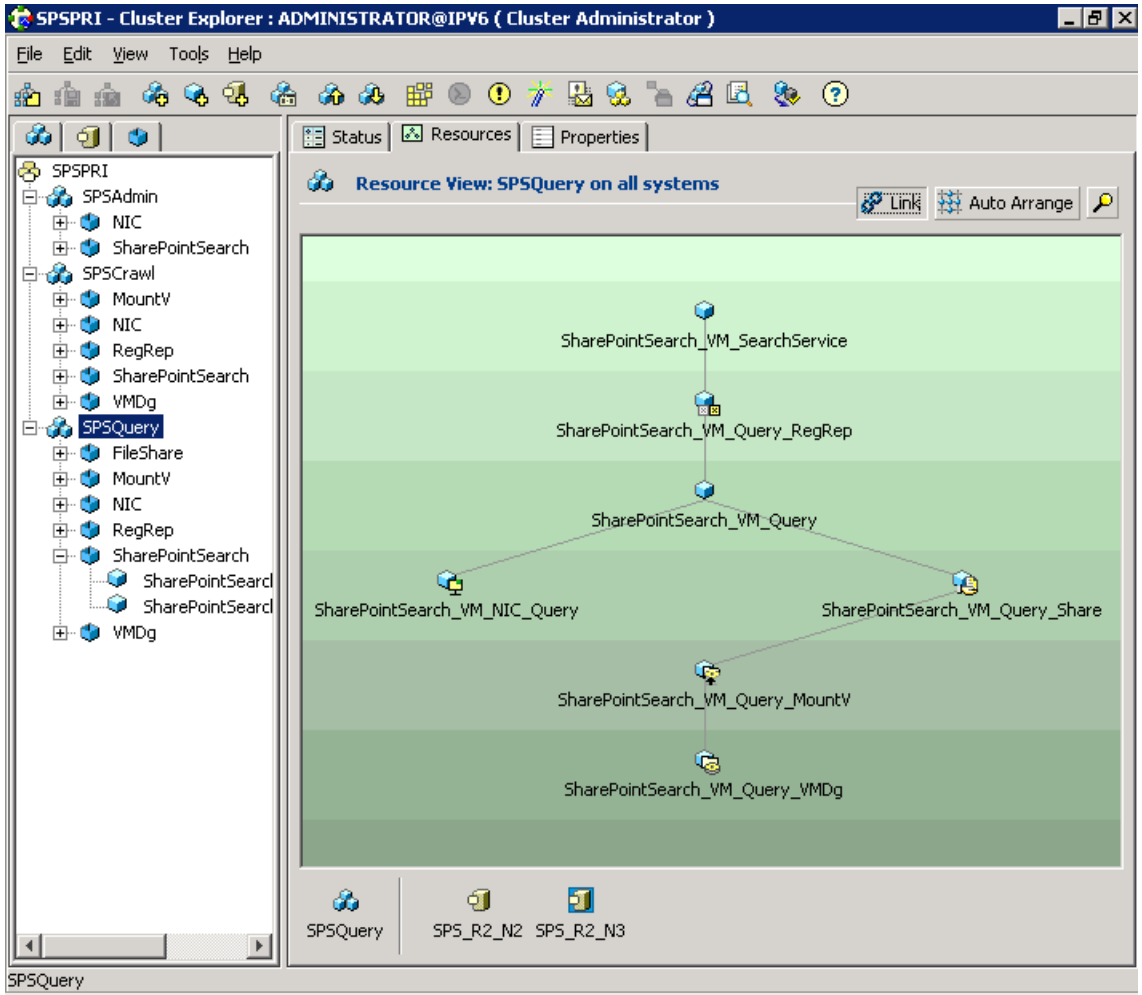 SPSPRI - Cluster Explorer : ADMINISTRATOR@IPV6 ( Cluster Administrator )
File Edit View Tools Help
Status Resources Properties
SPSPRI
SPSAdmin
NIC
SharePointSearch
SPSCrawl
MountV
NIC
RegRep
SharePointSearch
VMDg
SPSQuery
FileShare
MountV
NIC
RegRep
SharePointSearch
SharePointSearcl
SharePointSearcl
VMDg
Resource View: SPSQuery on all systems
Link Auto Arrange
SharePointSearch_VM_SearchService
SharePointSearch_VM_Query_RegRep
SharePointSearch_VM_Query
SharePointSearch_VM_NIC_Query SharePointSearch_VM_Query_Share
SharePointSearch_VM_Query_MountV
SharePointSearch_VM_Query_VMDg
SPSQuery SPS_R2_N2 SPS_R2_N3
SPSQuery